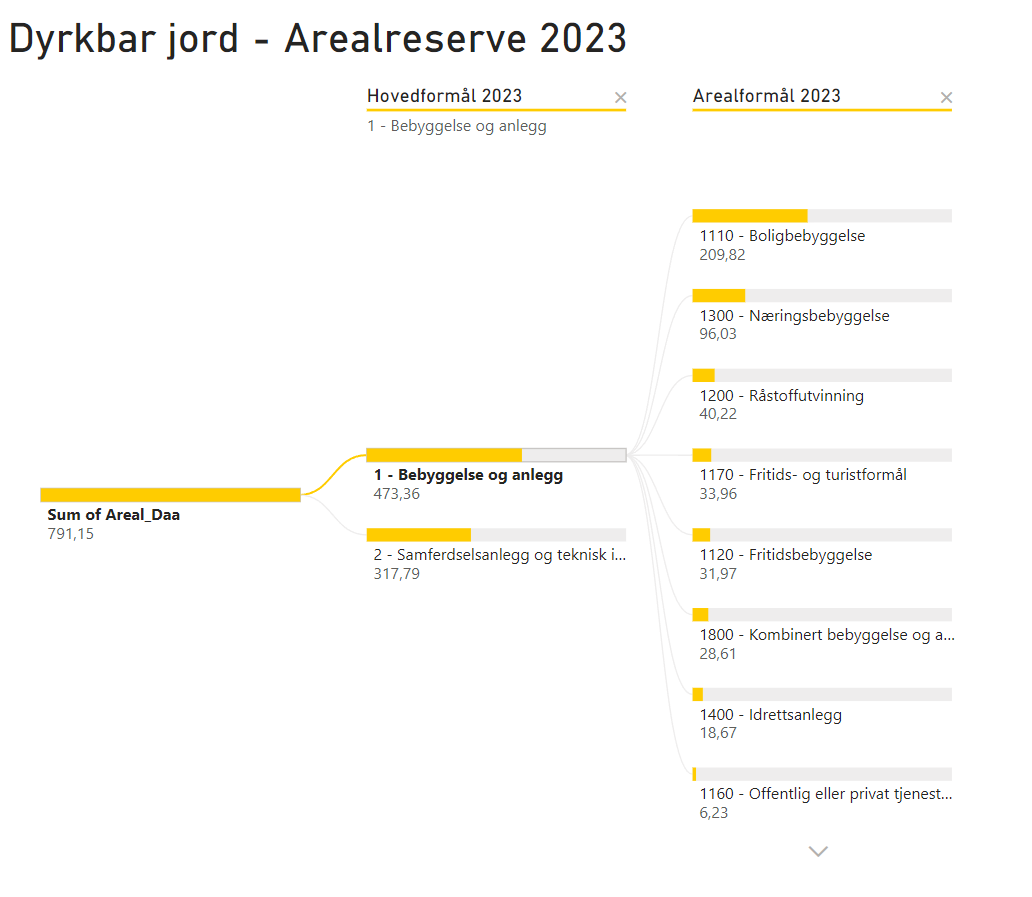 Dyrkbar jord - Arealreserve 2023
Hovedformål 2023
1 - Bebyggelse og anlegg
Arealformål 2023
Sum of Areal_Daa
791,15
1 - Bebyggelse og anlegg
473,36
2 - Samferdselsanlegg og teknisk i...
317,79
1110 - Boligbebyggelse
209,82
1300 - Næringsbebyggelse
96,03
1200 - Råstoffutvinning
40,22
1170 - Fritids- og turistformål
33,96
1120 - Fritidsbebyggelse
31,97
1800 - Kombinert bebyggelse og a...
28,61
1400 - Idrettsanlegg
18,67
1160 - Offentlig eller privat tjenest...
6,23